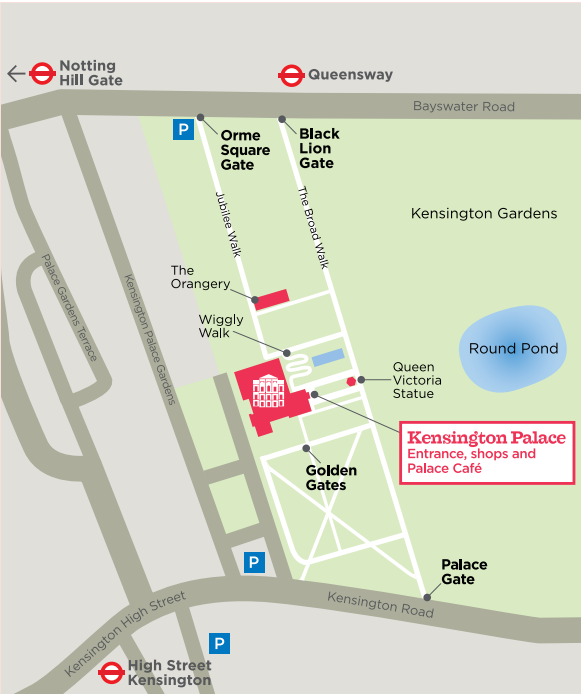 Notting
Hill Gate
Queensway
Bayswater Road
P
Orme
Square
Gate
Black
Lion
Gate
Jubilee Walk
The Broad Walk
Kensington Gardens
Palace Gardens Terrace
Kensington Palace Gardens
The
Orangery
Wiggly
Walk
Round Pond
Queen
Victoria
Statue
Kensington Palace
Entrance, shops and
Palace Café
Golden
Gates
P
Palace
Gate
Kensington High Street
Kensington Road
P
High Street
Kensington